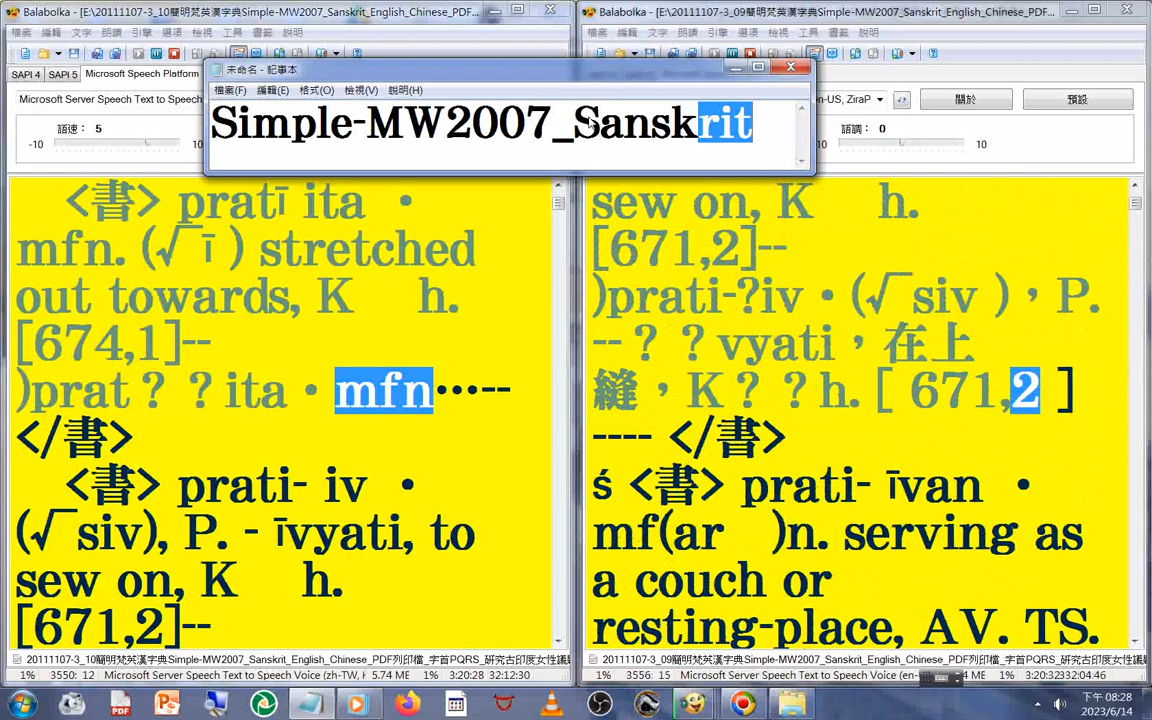 Balabolka - [E:\20111107-3_10簡明梵英漢字典Simple-MW2007_Sanskrit_English_Chinese_PDF...
檔案 編輯 文字 朗讀 引擎 選項 檢視 工具 書籤 說明
SAPI 4 SAPI 5 Microsoft Speech Platform
Microsoft Server Speech Text to Speech
語速： 5
-10
<書> pratī ita •
mfn. (√ ī ) stretched
out towards, K h.
[674,1]--
)prat？ ？ita • mfn…--
</書>
<書> prati- iv •
(√siv), P. - īvyati, to
sew on, K h.
[671,2]--
20111107-3_10簡明梵英漢字典Simple-MW2007_Sanskrit_English_Chinese_PDF列印檔_字首PQRS_研究古印度女性議題
1% 3550: 12 Microsoft Server Speech Text to Speech Voice (zh-TW, H 5.74 ME 1% 3:20:28 32:12:30
未命名 - 記事本
檔案(F) 編輯(E) 格式(O) 檢視(V) 說明(H)
Simple-MW2007_Sanskrit
Balabolka - [E:\20111107-3_09簡明梵英漢字典Simple-MW2007_Sanskrit_English_Chinese_PDF...
檔案 編輯 文字 朗讀 引擎 選項 檢視 工具 書籤 說明
en-US, ZiraP 關於 預設
語調： 0
10
sew on, K h.
[671,2]--
)prati-?iv • (√siv )，P.
--？ ？vyati，在上
縫，K？ ？h. [ 671,2 ]
---- </書>
ś <書> prati- īvan •
mf(ar )n. serving as
a couch or
resting-place, AV. TS.
20111107-3_09簡明梵英漢字典Simple-MW2007_Sanskrit_English_Chinese_PDF列印檔_字首PQRS_研究古印度女性議題
1% 3556: 15 Microsoft Server Speech Text to Speech Voice (en-US, 5.74 ME 1% 3:20:32 332:04:46
下午 08:28
2023/6/14